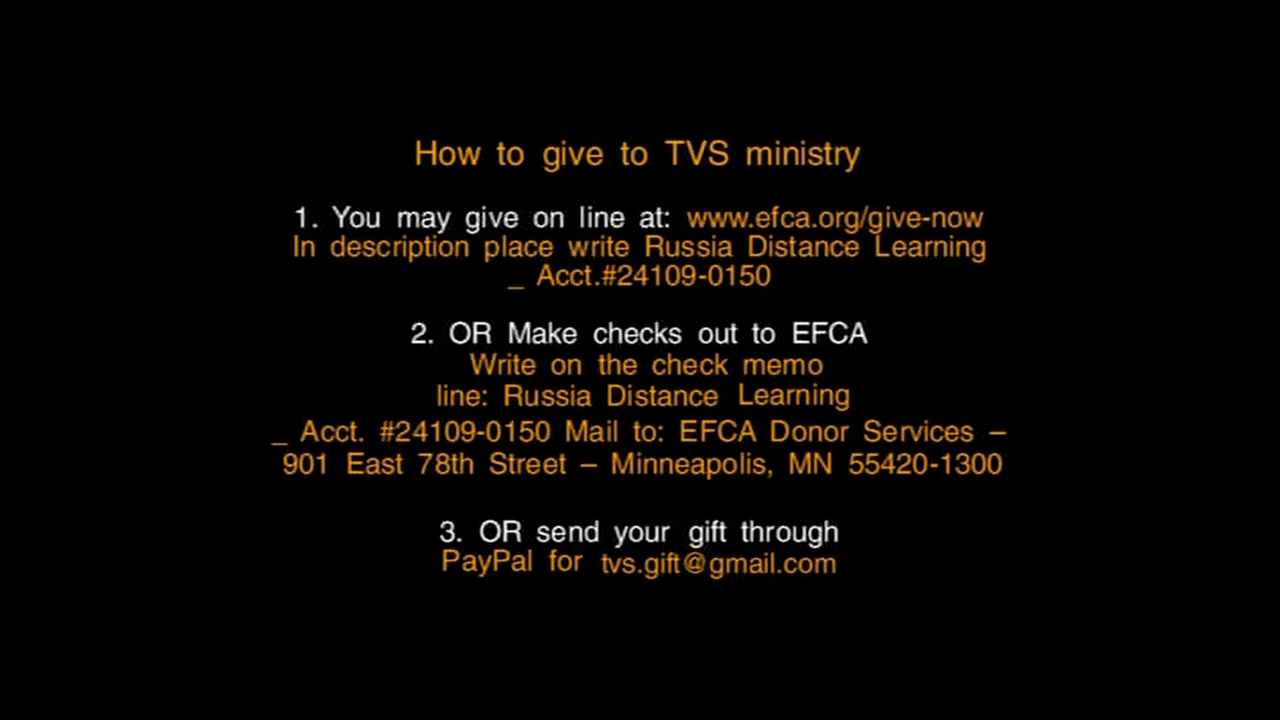 How to give to TVS ministry
1. You may give on line at: www.efca.org/give-now
In description place write Russia Distance Learning
_ Acct.#24109-0150
2. OR Make checks out to EFCA
Write on the check memo
line: Russia Distance Learning
_ Acct. #24109-0150 Mail to: EFCA Donor Services –
901 East 78th Street – Minneapolis, MN 55420-1300
3. OR send your gift through
PayPal for tvs.gift@gmail.com